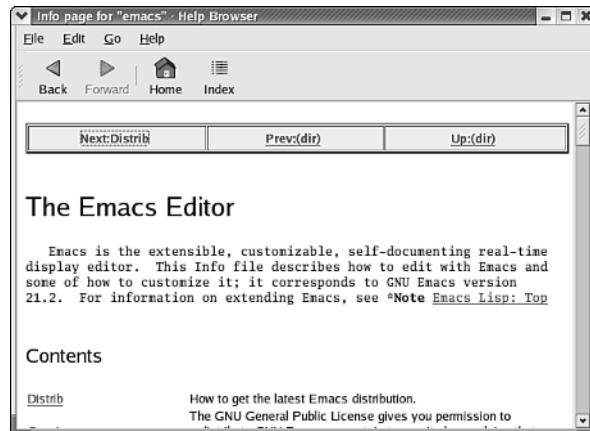 Info page for "emacs" - Help Browser
File Edit Go Help
Back Forward Home Index
Next:Distrib Prev:(dir) Up:(dir)
The Emacs Editor
Emacs is the extensible, customizable, self-documenting real-time
display editor. This Info file describes how to edit with Emacs and
some of how to customize it; it corresponds to GNU Emacs version
21.2. For information on extending Emacs, see *Note Emacs Lisp: Top
Contents
Distrib How to get the latest Emacs distribution.
The GNU General Public License gives you permission to